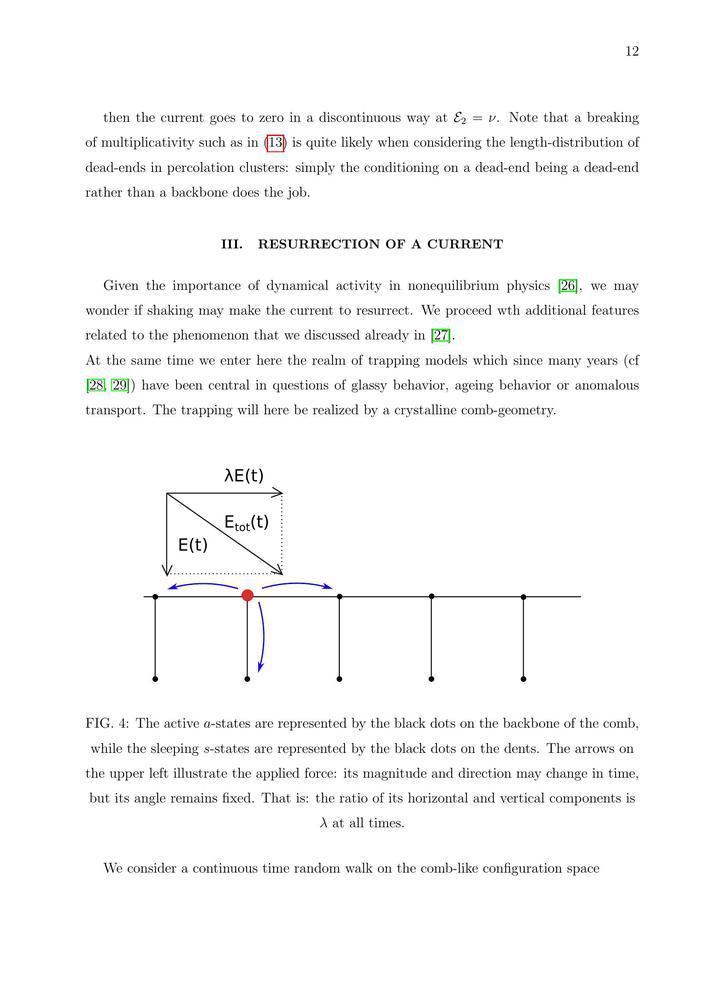 12
then the current goes to zero in a discontinuous way at ℰ₂ = ν. Note that a breaking
of multiplicativity such as in (13) is quite likely when considering the length-distribution of
dead-ends in percolation clusters: simply the conditioning on a dead-end being a dead-end
rather than a backbone does the job.
III. RESURRECTION OF A CURRENT
Given the importance of dynamical activity in nonequilibrium physics [26], we may
wonder if shaking may make the current to resurrect. We proceed wth additional features
related to the phenomenon that we discussed already in [27].
At the same time we enter here the realm of trapping models which since many years (cf
[28, 29]) have been central in questions of glassy behavior, ageing behavior or anomalous
transport. The trapping will here be realized by a crystalline comb-geometry.
λE(t)
E_tot(t)
E(t)
FIG. 4: The active a-states are represented by the black dots on the backbone of the comb,
while the sleeping s-states are represented by the black dots on the dents. The arrows on
the upper left illustrate the applied force: its magnitude and direction may change in time,
but its angle remains fixed. That is: the ratio of its horizontal and vertical components is
λ at all times.
We consider a continuous time random walk on the comb-like configuration space